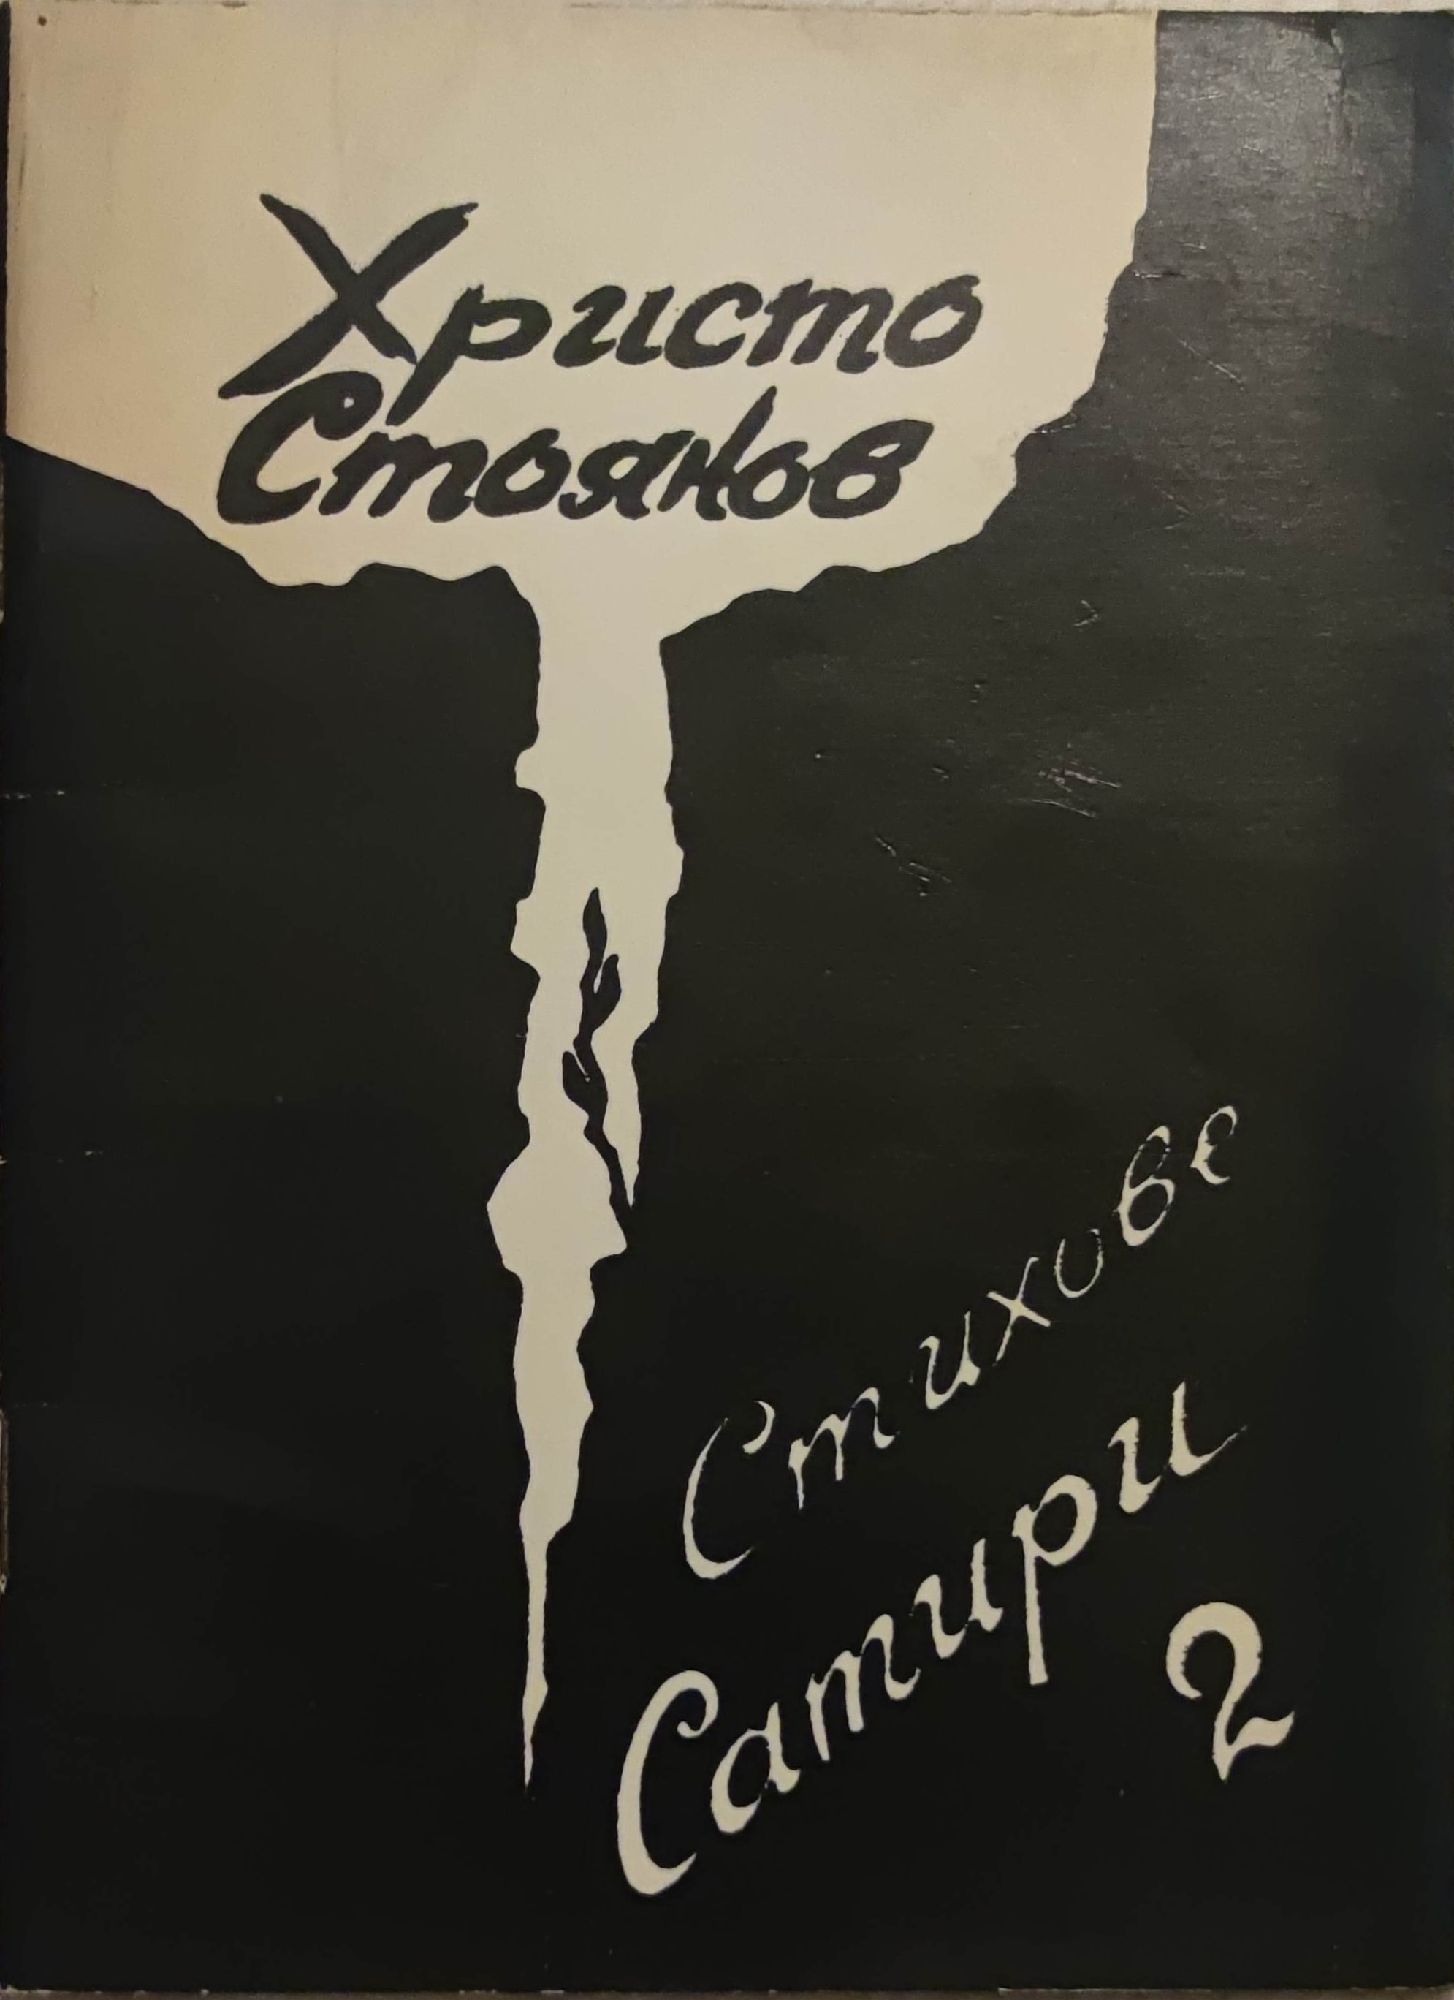 Христо
Стоянов
Стихове
Сатири
2